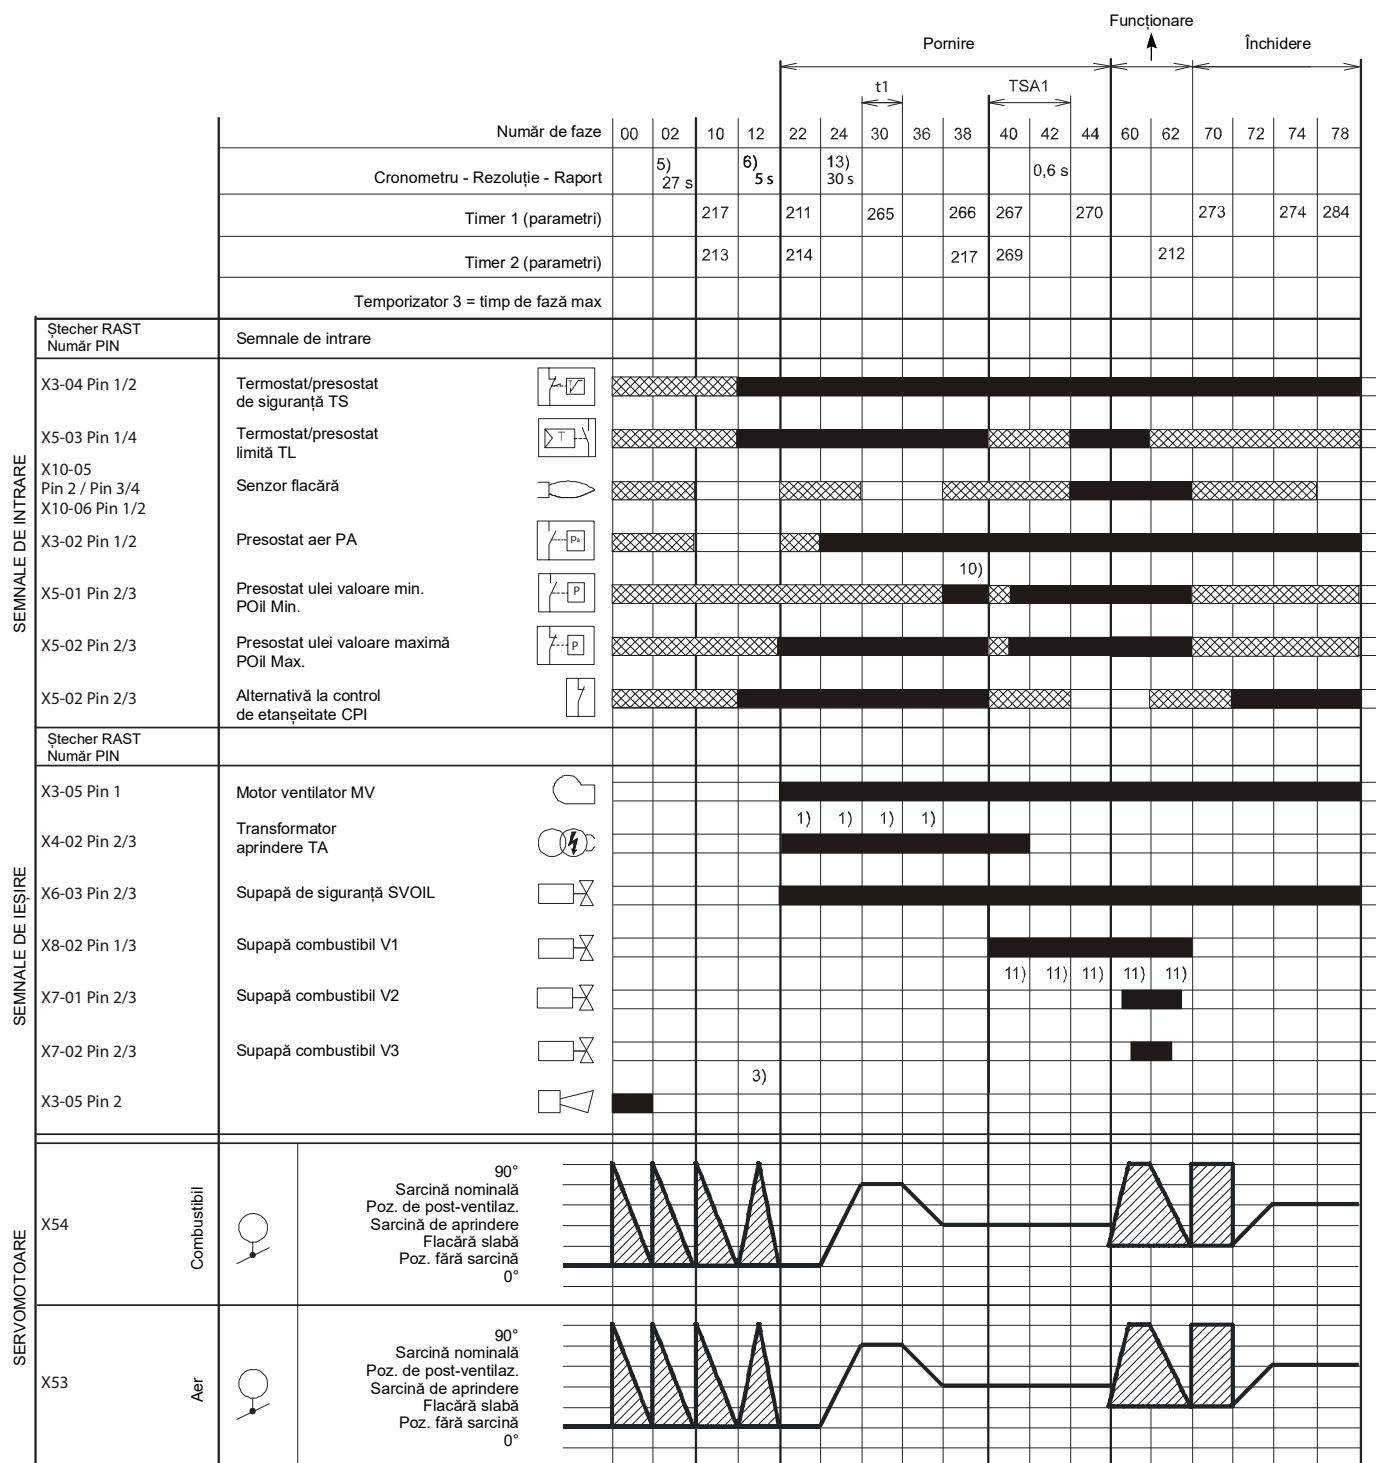 Funcționare
Pornire
Închidere
t1
TSA1
Număr de faze 00 02 10 12 22 24 30 36 38 40 42 44 60 62 70 72 74 78
Cronometru - Rezoluție - Raport 5) 27 s 6) 5 s 13) 30 s 0,6 s
Timer 1 (parametri) 217 211 265 266 267 270 273 274 284
Timer 2 (parametri) 213 214 217 269 212
Temporizator 3 = timp de fază max
Ștecher RAST
Număr PIN
Semnale de intrare
SEMNALE DE INTRARE
X3-04 Pin 1/2
Termostat/presostat
de siguranță TS
X5-03 Pin 1/4
Termostat/presostat
limită TL
T
X10-05
Pin 2 / Pin 3/4
X10-06 Pin 1/2
Senzor flacără
X3-02 Pin 1/2
Presostat aer PA
Pa
10)
X5-01 Pin 2/3
Presostat ulei valoare min.
POil Min.
P
X5-02 Pin 2/3
Presostat ulei valoare maximă
POil Max.
P
X5-02 Pin 2/3
Alternativă la control
de etanșeitate CPI
Ștecher RAST
Număr PIN
SEMNALE DE IEȘIRE
X3-05 Pin 1
Motor ventilator MV
1) 1) 1) 1)
X4-02 Pin 2/3
Transformator
aprindere TA
X6-03 Pin 2/3
Supapă de siguranță SVOIL
X8-02 Pin 1/3
Supapă combustibil V1
11) 11) 11) 11) 11)
X7-01 Pin 2/3
Supapă combustibil V2
X7-02 Pin 2/3
Supapă combustibil V3
3)
X3-05 Pin 2
SERVOMOTOARE
X54
Combustibil
90°
Sarcină nominală
Poz. de post-ventilaz.
Sarcină de aprindere
Flacără slabă
Poz. fără sarcină
0°
X53
Aer
90°
Sarcină nominală
Poz. de post-ventilaz.
Sarcină de aprindere
Flacără slabă
Poz. fără sarcină
0°